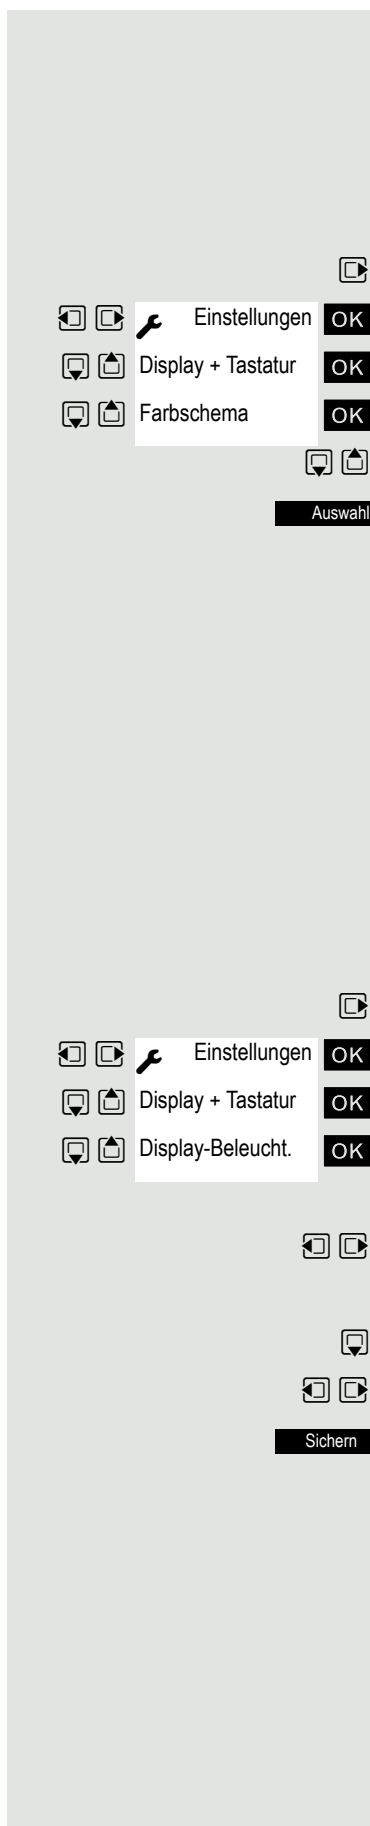 Einstellungen OK
Display + Tastatur OK
Farbschema OK
Auswahl
Einstellungen OK
Display + Tastatur OK
Display-Beleucht. OK
Sichern